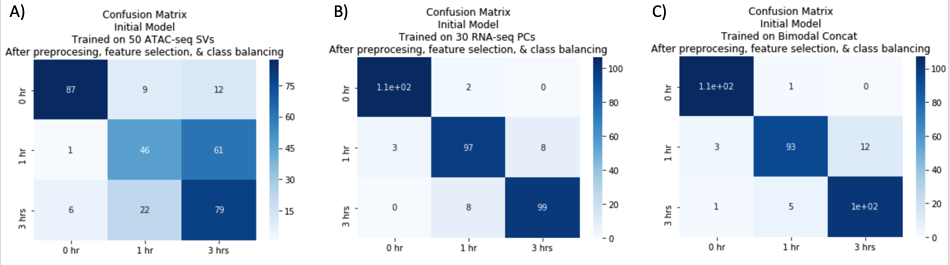 A)
Confusion Matrix
Initial Model
Trained on 50 ATAC-seq SVs
After preprocesing, feature selection, & class balancing
0 hr
87
9
12
1 hr
1
46
61
3 hrs
6
22
79
0 hr
1 hr
3 hrs
75
60
45
30
15
B)
Confusion Matrix
Initial Model
Trained on 30 RNA-seq PCs
After preprocesing, feature selection, & class balancing
0 hr
1.1e+02
2
0
1 hr
3
97
8
3 hrs
0
8
99
0 hr
1 hr
3 hrs
100
80
60
40
20
0
C)
Confusion Matrix
Initial Model
Trained on Bimodal Concat
After preprocesing, feature selection, & class balancing
0 hr
1.1e+02
1
0
1 hr
3
93
12
3 hrs
1
5
1e+02
0 hr
1 hr
3 hrs
100
80
60
40
20
0